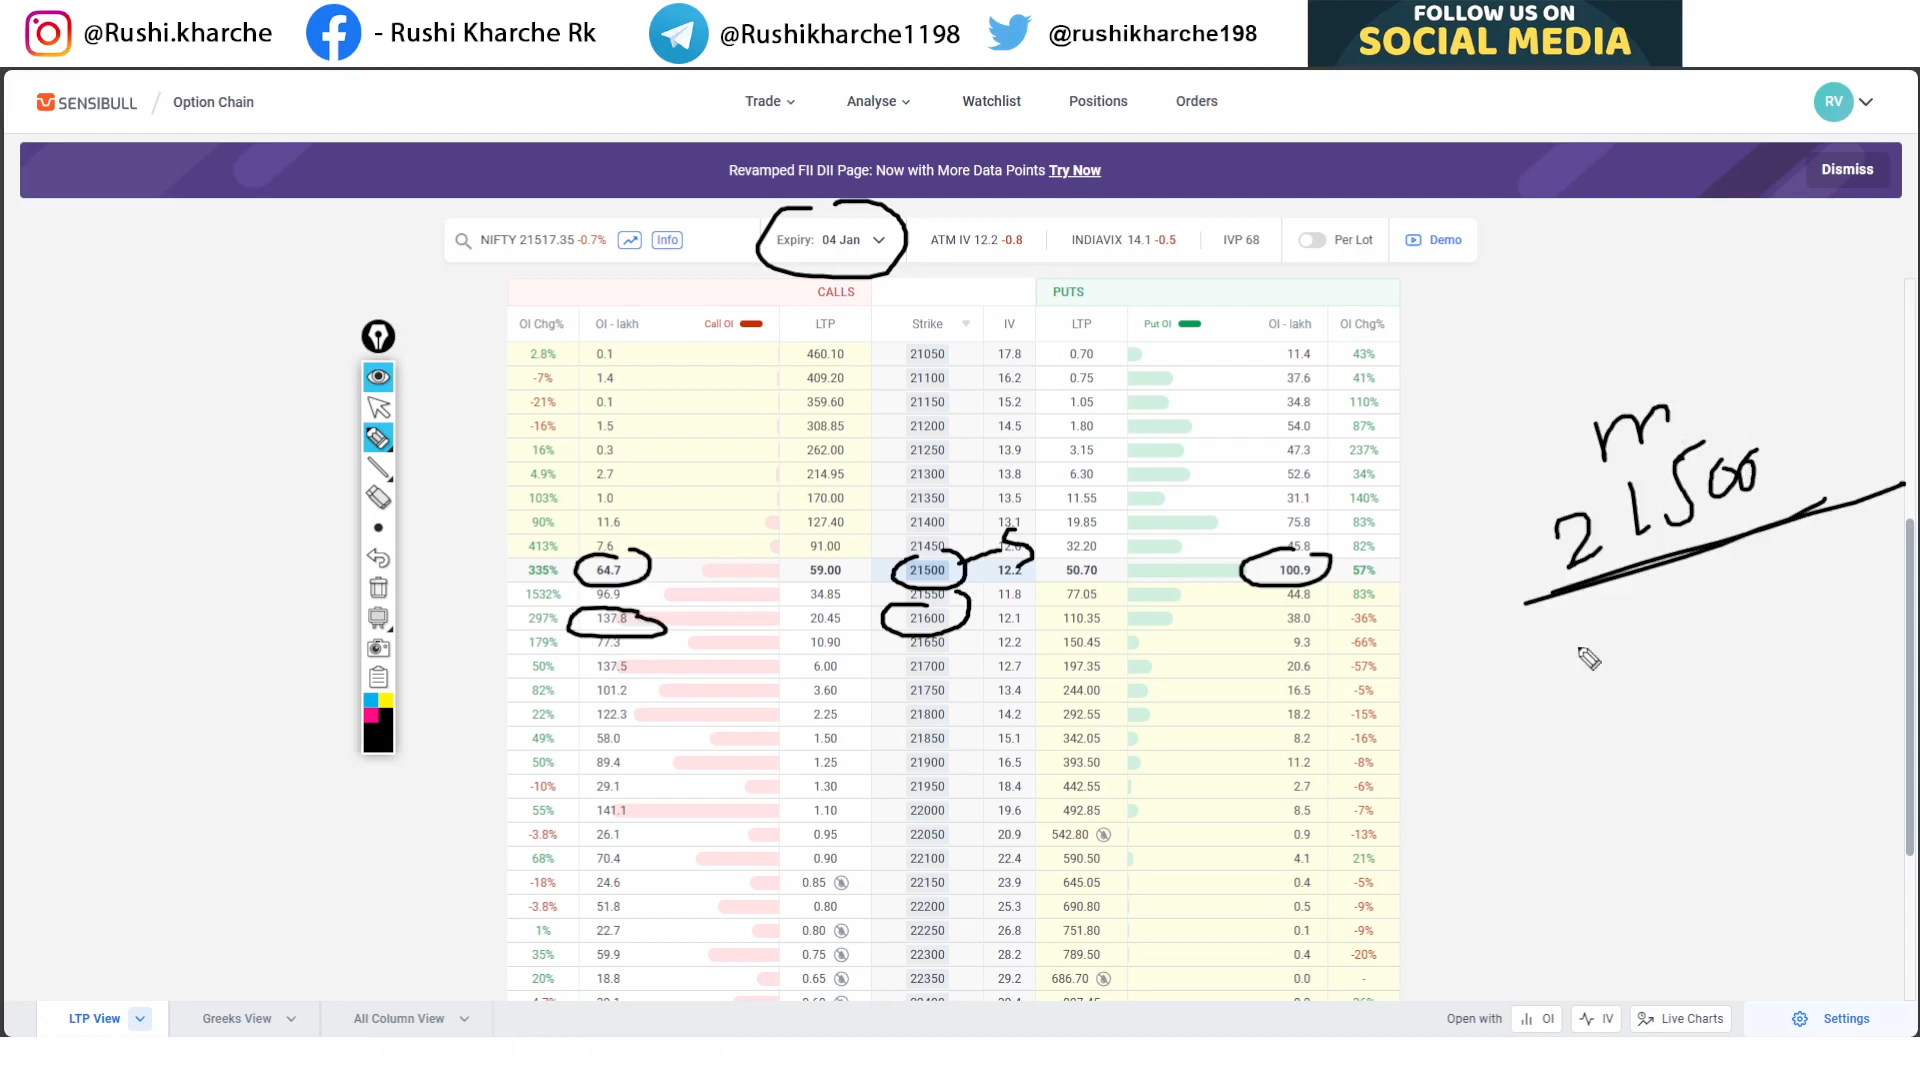 @Rushi.kharche - Rushi Kharche Rk @Rushikharche1198 @rushikharche198 FOLLOW US ON
SOCIAL MEDIA
SENSIBULL / Option Chain Trade Analyse Watchlist Positions Orders RV
Revamped FII DII Page: Now with More Data Points Try Now Dismiss
NIFTY 21517.35 -0.7% Info Expiry: 04 Jan ATM IV 12.2 -0.8 INDIAVIX 14.1 -0.5 IVP 68 Per Lot Demo
CALLS PUTS
OI Chg% OI - lakh Call OI LTP Strike IV LTP Put OI OI - lakh OI Chg%
2.8% 0.1 460.10 21050 17.8 0.70 11.4 43%
-7% 1.4 409.20 21100 16.2 0.75 37.6 41%
-21% 0.1 359.60 21150 15.2 1.05 34.8 110%
-16% 1.5 308.85 21200 14.5 1.80 54.0 87%
16% 0.3 262.00 21250 13.9 3.15 47.3 237%
4.9% 2.7 214.95 21300 13.8 6.30 52.6 34%
103% 1.0 170.00 21350 13.5 11.55 31.1 140%
90% 11.6 127.40 21400 13.1 19.85 75.8 83%
413% 7.6 91.00 21450 32.20 45.8 82%
335% 64.7 59.00 21500 12.2 50.70 100.9 57%
1532% 96.9 34.85 21550 11.8 77.05 44.8 83%
297% 137.8 20.45 21600 12.1 110.35 38.0 -36%
179% 77.3 10.90 21650 12.2 150.45 9.3 -66%
50% 137.5 6.00 21700 12.7 197.35 20.6 -57%
82% 101.2 3.60 21750 13.4 244.00 16.5 -5%
22% 122.3 2.25 21800 14.2 292.55 18.2 -15%
49% 58.0 1.50 21850 15.1 342.05 8.2 -16%
50% 89.4 1.25 21900 16.5 393.50 11.2 -8%
-10% 29.1 1.30 21950 18.4 442.55 2.7 -6%
55% 141.1 1.10 22000 19.6 492.85 8.5 -7%
-3.8% 26.1 0.95 22050 20.9 542.80 0.9 -13%
68% 70.4 0.90 22100 22.4 590.50 4.1 21%
-18% 24.6 0.85 22150 23.9 645.05 0.4 -5%
-3.8% 51.8 0.80 22200 25.3 690.80 0.5 -9%
1% 22.7 0.80 22250 26.8 751.80 0.1 -9%
35% 59.9 0.75 22300 28.2 789.50 0.4 -20%
20% 18.8 0.65 22350 29.2 686.70 0.0 -
21500
LTP View Greeks View All Column View Open with OI IV Live Charts Settings